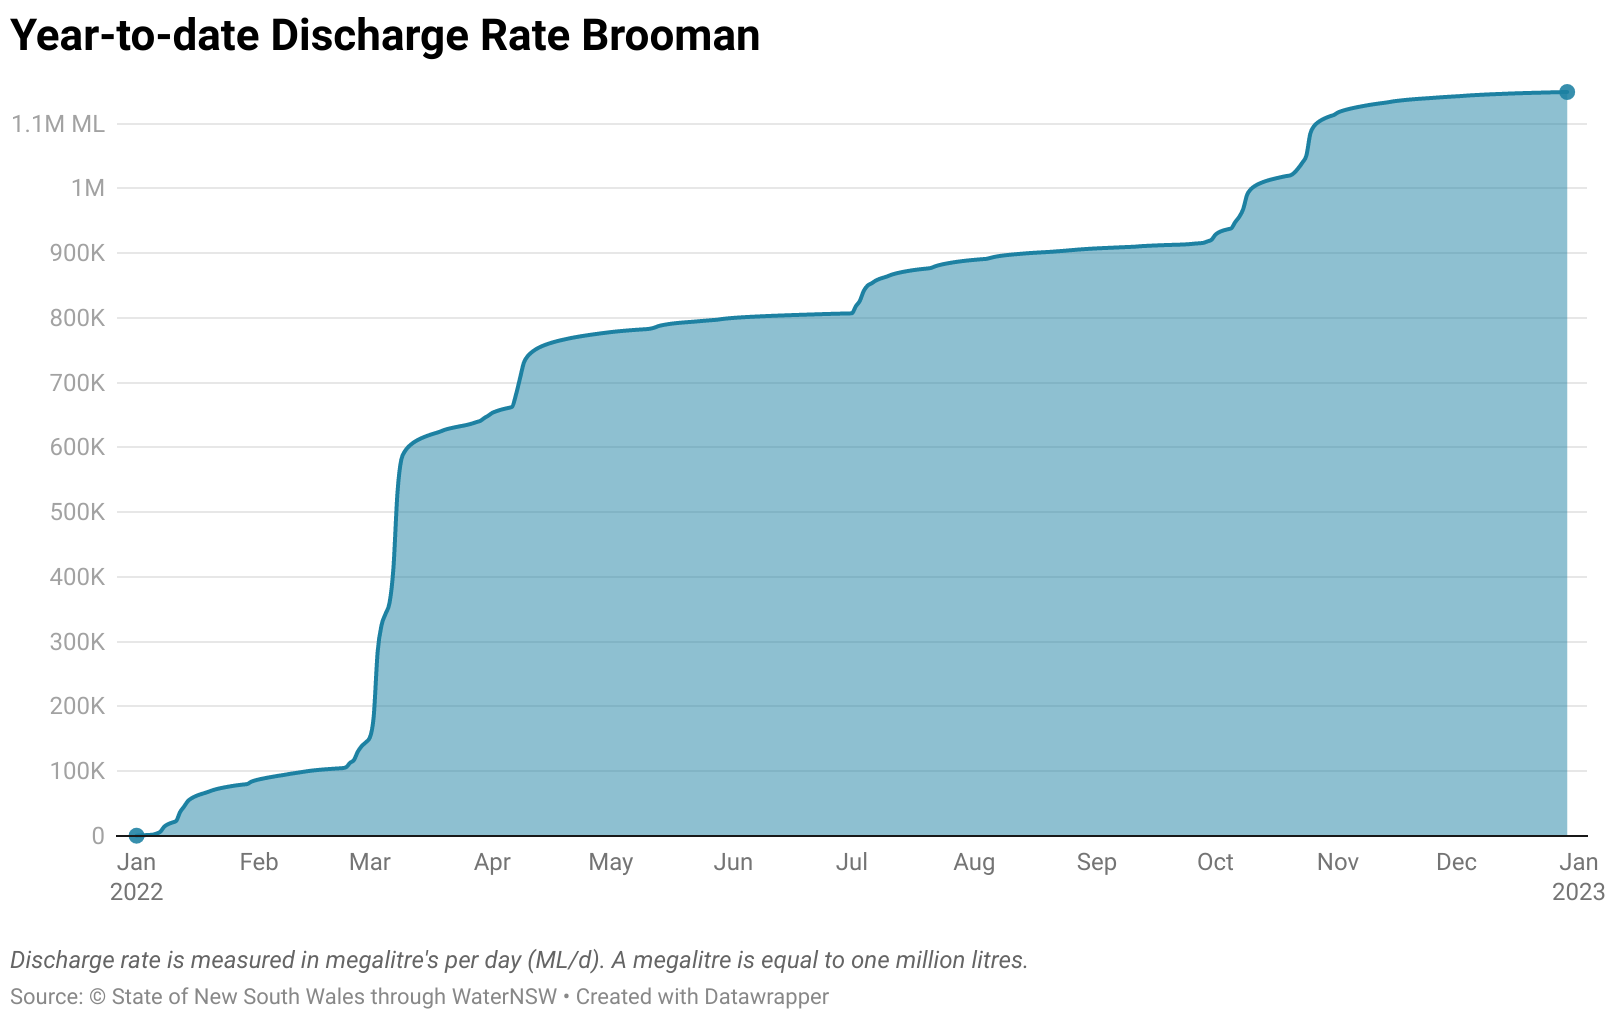 Year-to-date Discharge Rate Brooman
1.1M ML
1M
900K
800K
700K
600K
500K
400K
300K
200K
100K
0
Jan Feb Mar Apr May Jun Jul Aug Sep Oct Nov Dec Jan
2022 2023
Discharge rate is measured in megalitre's per day (ML/d). A megalitre is equal to one million litres.
Source: © State of New South Wales through WaterNSW • Created with Datawrapper